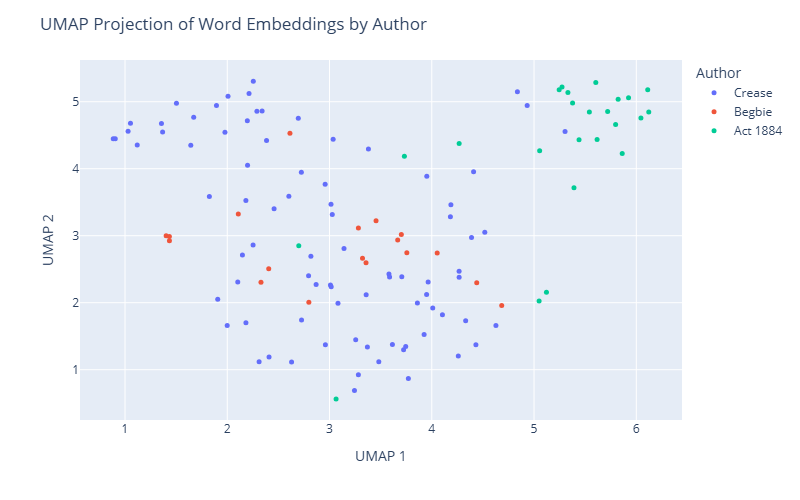 UMAP Projection of Word Embeddings by Author
Author
Crease
Begbie
Act 1884
UMAP 2
5
4
3
2
1
1 2 3 4 5 6
UMAP 1